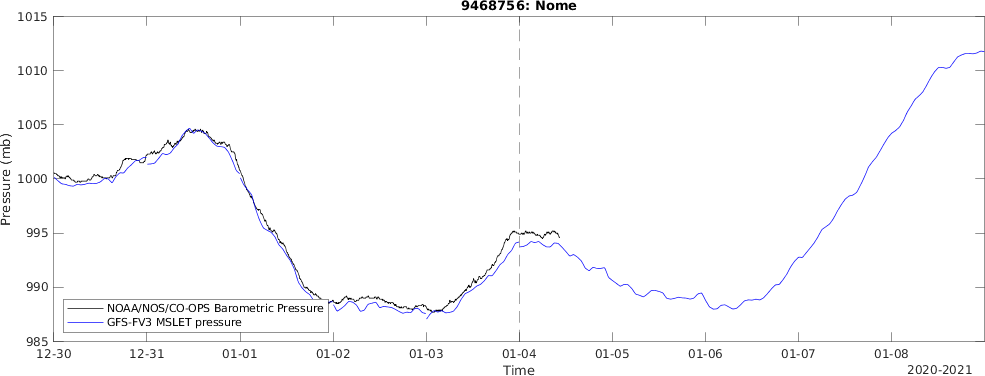 9468756: Nome
1015
1010
1005
1000
995
990
985
Pressure (mb)
NOAA/NOS/CO-OPS Barometric Pressure
GFS-FV3 MSLET pressure
12-30 12-31 01-01 01-02 01-03 01-04 01-05 01-06 01-07 01-08
Time
2020-2021